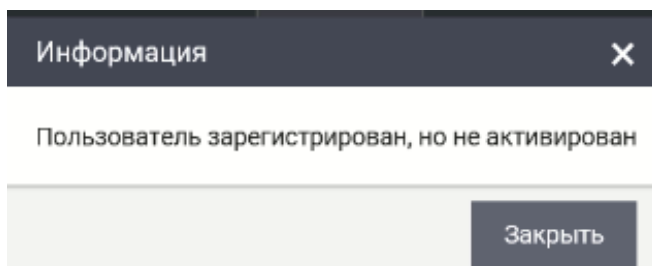 Информация
Пользователь зарегистрирован, но не активирован
Закрыть